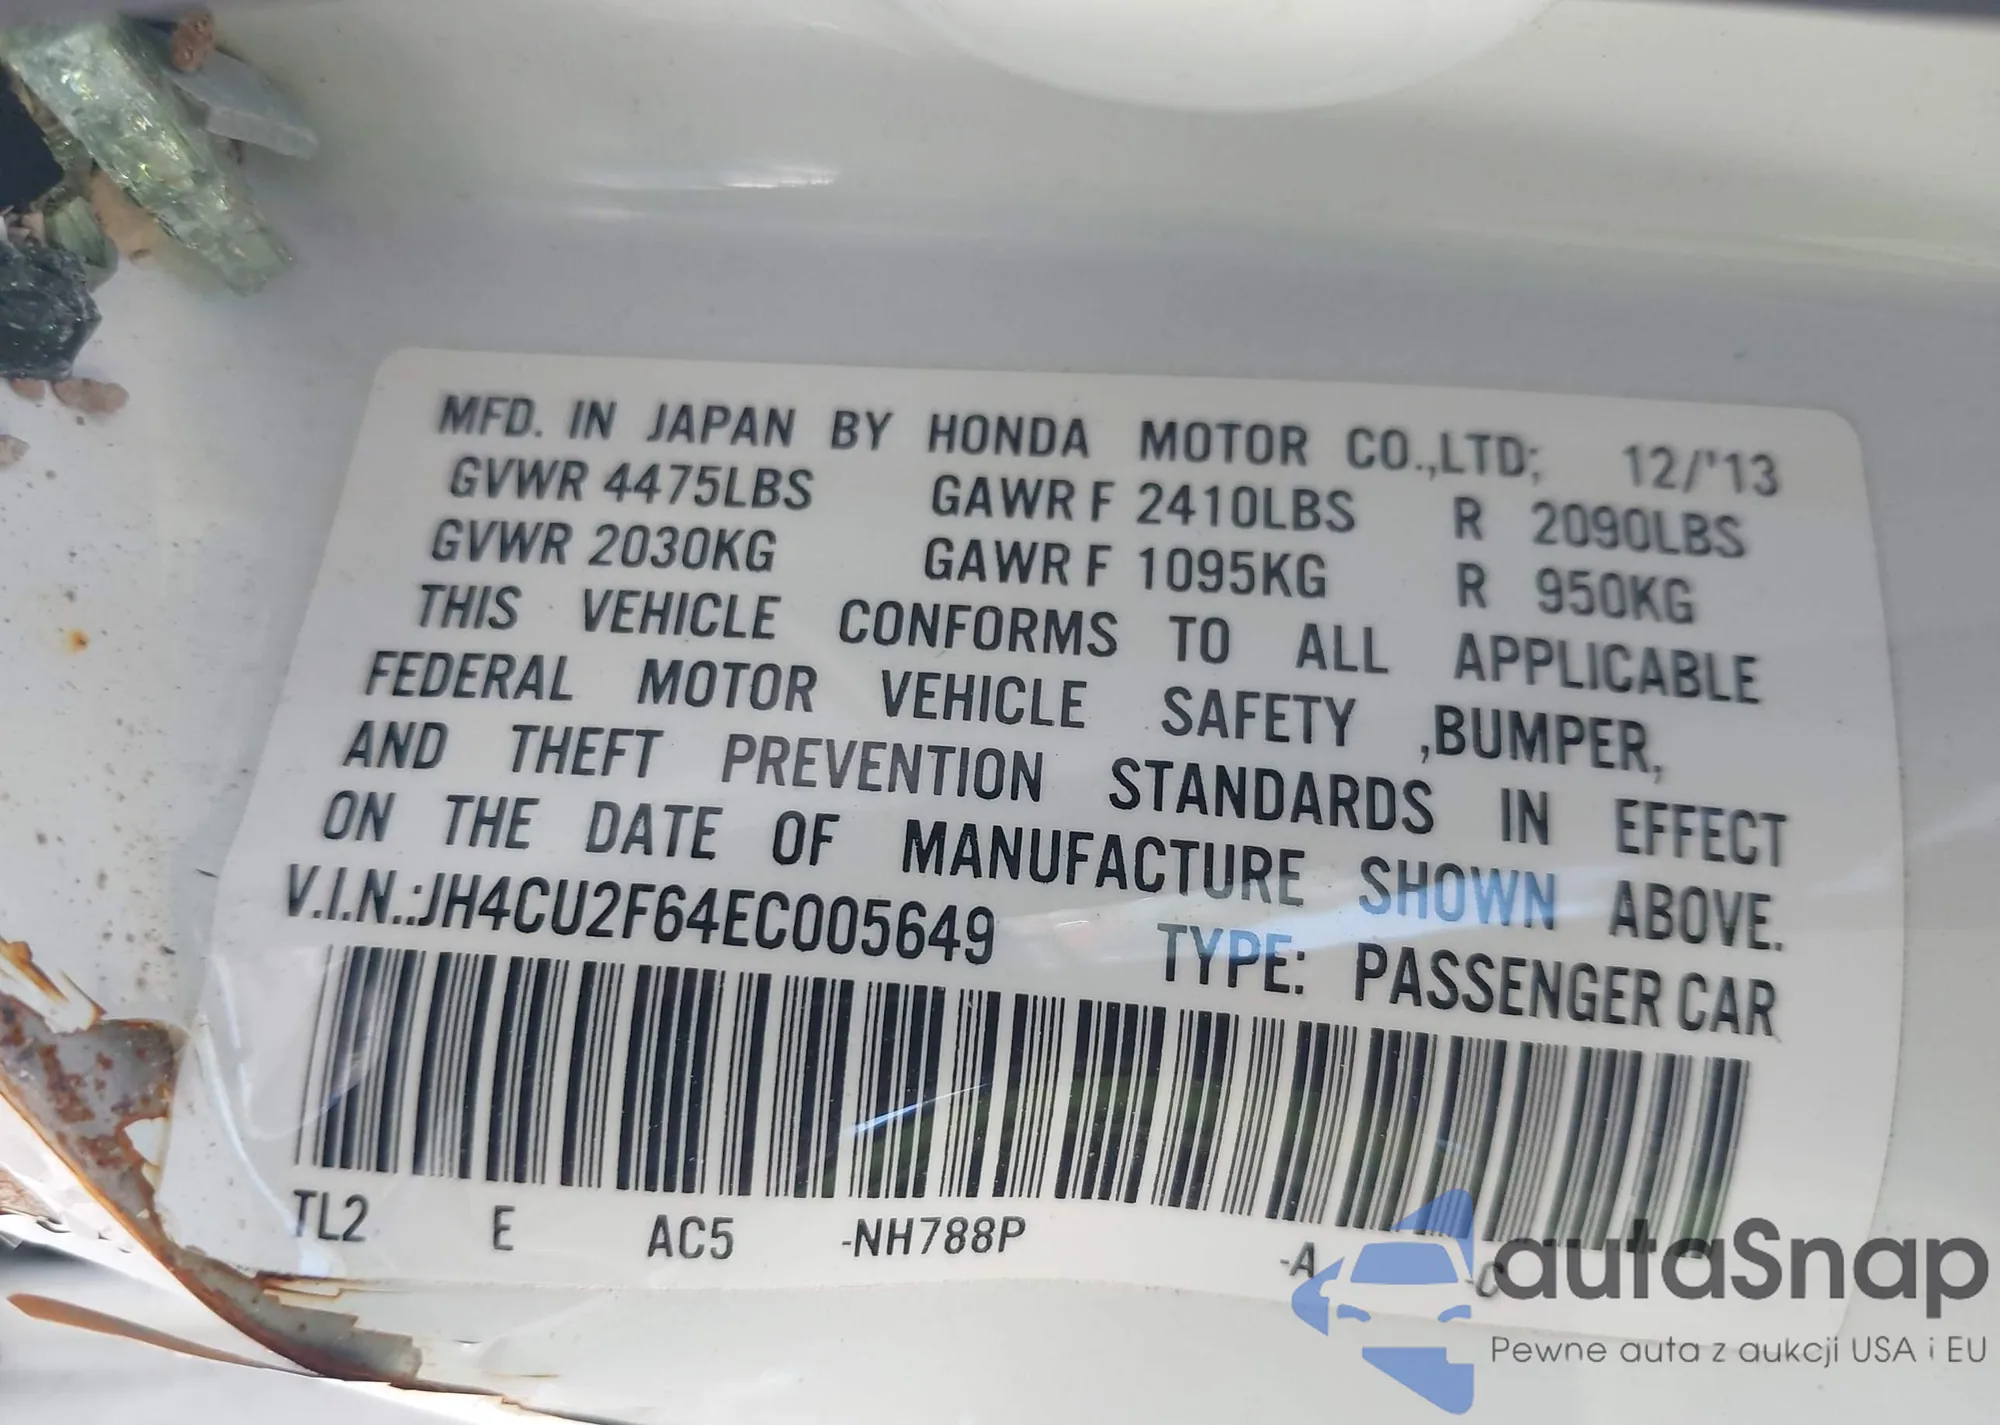 MFD. IN JAPAN BY HONDA MOTOR CO.,LTD; 12/'13
GVWR 4475LBS GAWR F 2410LBS R 2090LBS
GVWR 2030KG GAWR F 1095KG R 950KG
THIS VEHICLE CONFORMS TO ALL APPLICABLE
FEDERAL MOTOR VEHICLE SAFETY ,BUMPER,
AND THEFT PREVENTION STANDARDS IN EFFECT
ON THE DATE OF MANUFACTURE SHOWN ABOVE.
V.I.N.:JH4CU2F64EC005649 TYPE: PASSENGER CAR
TL2 E AC5 -NH788P -A -C
autaSnap
Pewne auta z aukcji USA i EU